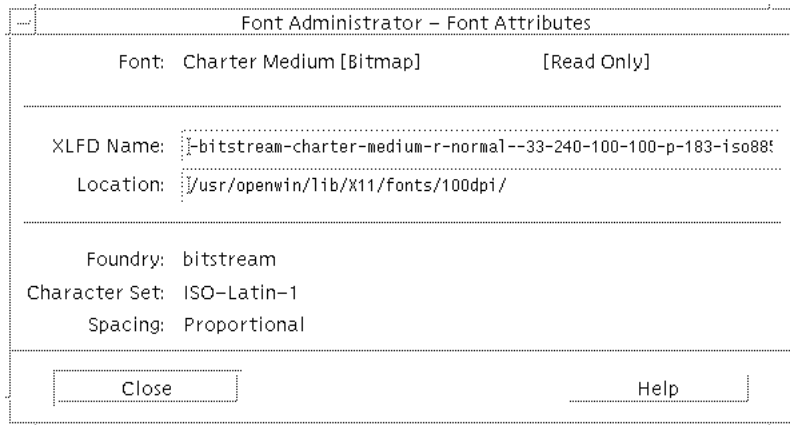 Font Administrator – Font Attributes
Font: Charter Medium [Bitmap] [Read Only]
XLFD Name: -bitstream-charter-medium-r-normal--33-240-100-100-p-183-iso885
Location: /usr/openwin/lib/X11/fonts/100dpi/
Foundry: bitstream
Character Set: ISO–Latin–1
Spacing: Proportional
Close Help